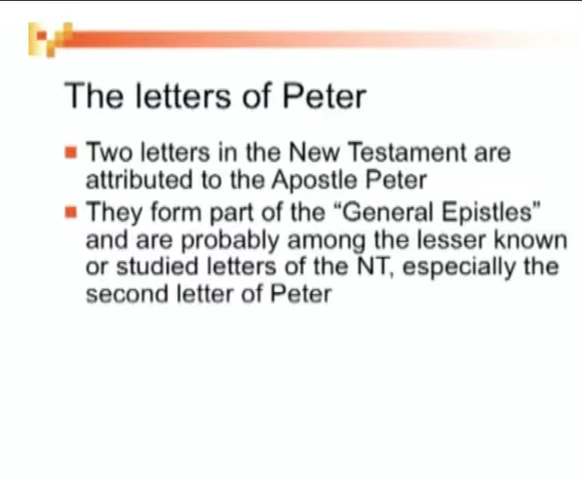 The letters of Peter
Two letters in the New Testament are
attributed to the Apostle Peter
They form part of the “General Epistles”
and are probably among the lesser known
or studied letters of the NT, especially the
second letter of Peter